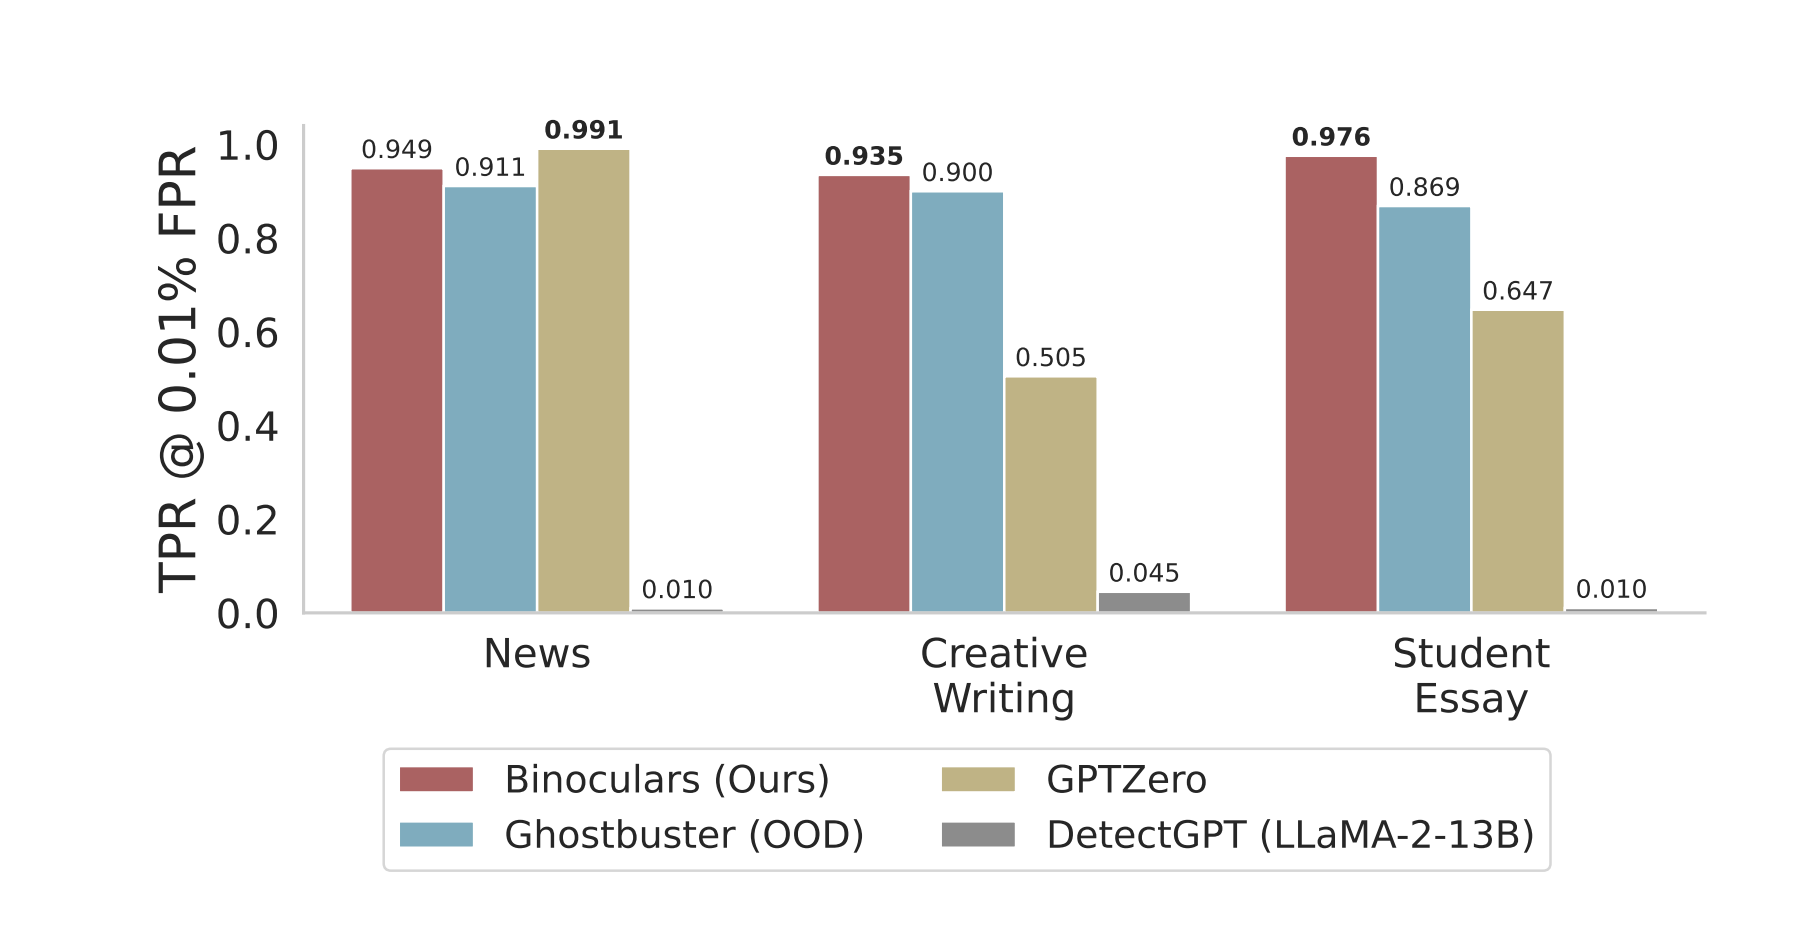 TPR @ 0.01% FPR
1.0
0.8
0.6
0.4
0.2
0.0
0.949
0.911
0.991
0.010
0.935
0.900
0.505
0.045
0.976
0.869
0.647
0.010
News
Creative
Writing
Student
Essay
Binoculars (Ours)
Ghostbuster (OOD)
GPTZero
DetectGPT (LLaMA-2-13B)